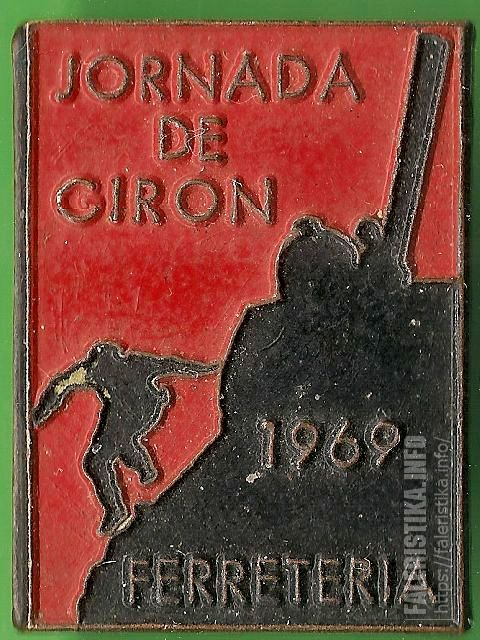 JORNADA
DE
GIRON
1969
FERRETERIA
FALERISTIKA.INFO
https://faleristika.info/